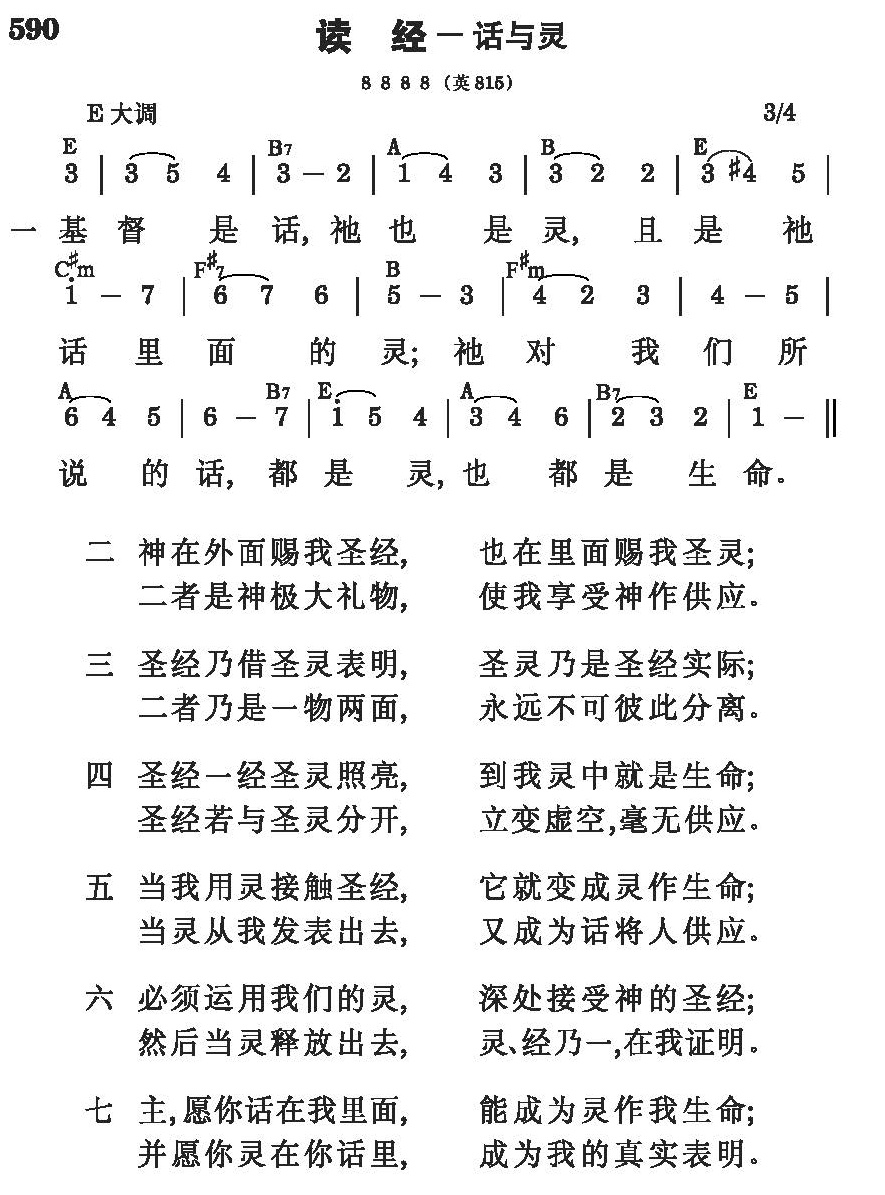 590
读 经－话与灵
8 8 8 8（英815）
E大调 3/4
E B7 A B E
3 | 3 5 4 | 3 － 2 | 1 4 3 | 3 2 2 | 3 #4 5 |
一 基 督 是 话, 祂 也 是 灵, 且 是 祂
C#m F#7 B F#m
i － 7 | 6 7 6 | 5 － 3 | 4 2 3 | 4 － 5 |
话 里 面 的 灵; 祂 对 我 们 所
A B7 E A B7 E
6 4 5 | 6 － 7 | i 5 4 | 3 4 6 | 2 3 2 | 1 － ‖
说 的 话, 都 是 灵, 也 都 是 生 命。
二 神在外面赐我圣经, 也在里面赐我圣灵;
二者是神极大礼物, 使我享受神作供应。
三 圣经乃借圣灵表明, 圣灵乃是圣经实际;
二者乃是一物两面, 永远不可彼此分离。
四 圣经一经圣灵照亮, 到我灵中就是生命;
圣经若与圣灵分开, 立变虚空,毫无供应。
五 当我用灵接触圣经, 它就变成灵作生命;
当灵从我发表出去, 又成为话将人供应。
六 必须运用我们的灵, 深处接受神的圣经;
然后当灵释放出去, 灵、经乃一,在我证明。
七 主,愿你话在我里面, 能成为灵作我生命;
并愿你灵在你话里, 成为我的真实表明。